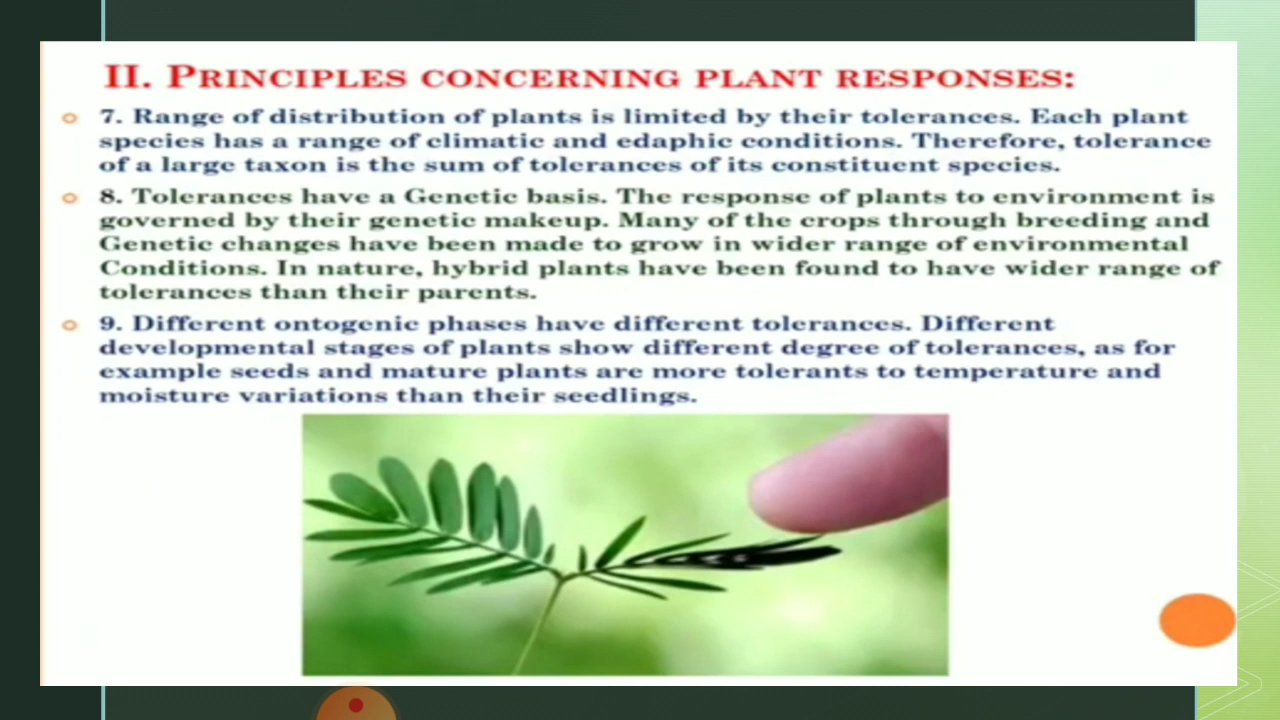 II. PRINCIPLES CONCERNING PLANT RESPONSES:
7. Range of distribution of plants is limited by their tolerances. Each plant
species has a range of climatic and edaphic conditions. Therefore, tolerance
of a large taxon is the sum of tolerances of its constituent species.
8. Tolerances have a Genetic basis. The response of plants to environment is
governed by their genetic makeup. Many of the crops through breeding and
Genetic changes have been made to grow in wider range of environmental
Conditions. In nature, hybrid plants have been found to have wider range of
tolerances than their parents.
9. Different ontogenic phases have different tolerances. Different
developmental stages of plants show different degree of tolerances, as for
example seeds and mature plants are more tolerants to temperature and
moisture variations than their seedlings.